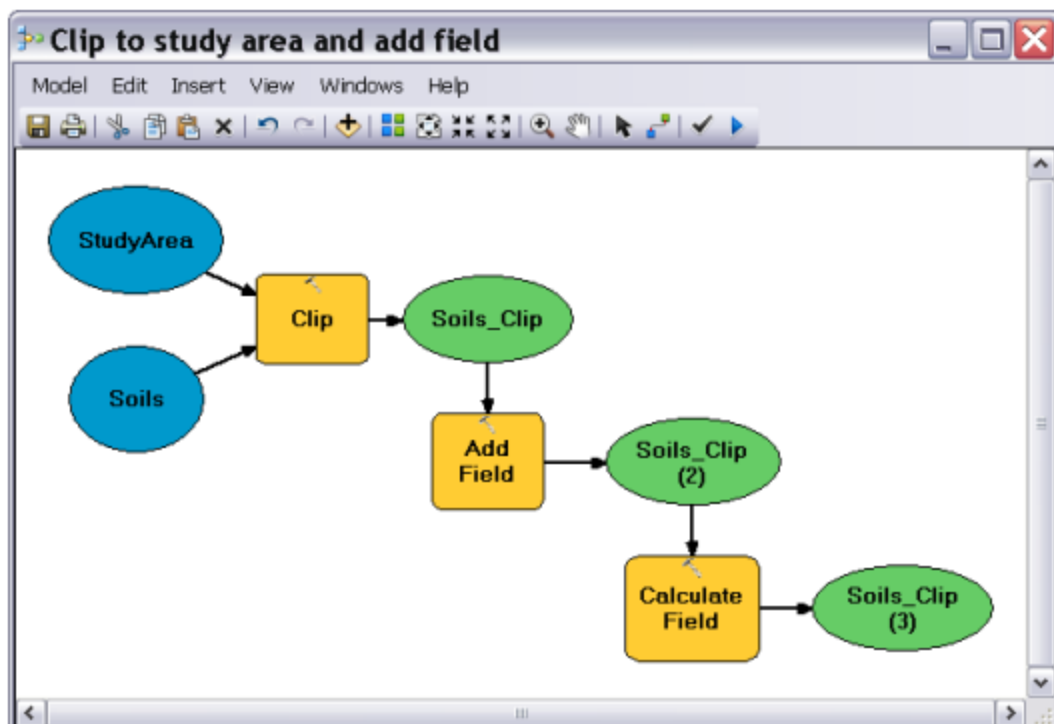 Clip to study area and add field
Model Edit Insert View Windows Help
StudyArea
Soils
Clip
Soils_Clip
Add
Field
Soils_Clip
(2)
Calculate
Field
Soils_Clip
(3)